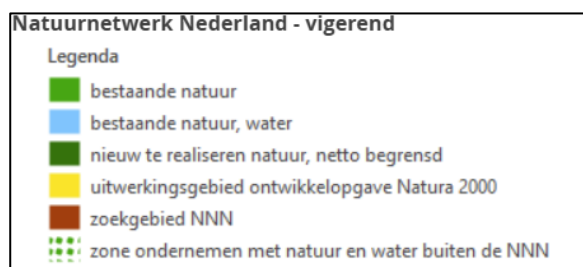 Natuurnetwerk Nederland - vigerend
Legenda
bestaande natuur
bestaande natuur, water
nieuw te realiseren natuur, netto begrensd
uitwerkingsgebied ontwikkelopgave Natura 2000
zoekgebied NNN
zone ondernemen met natuur en water buiten de NNN